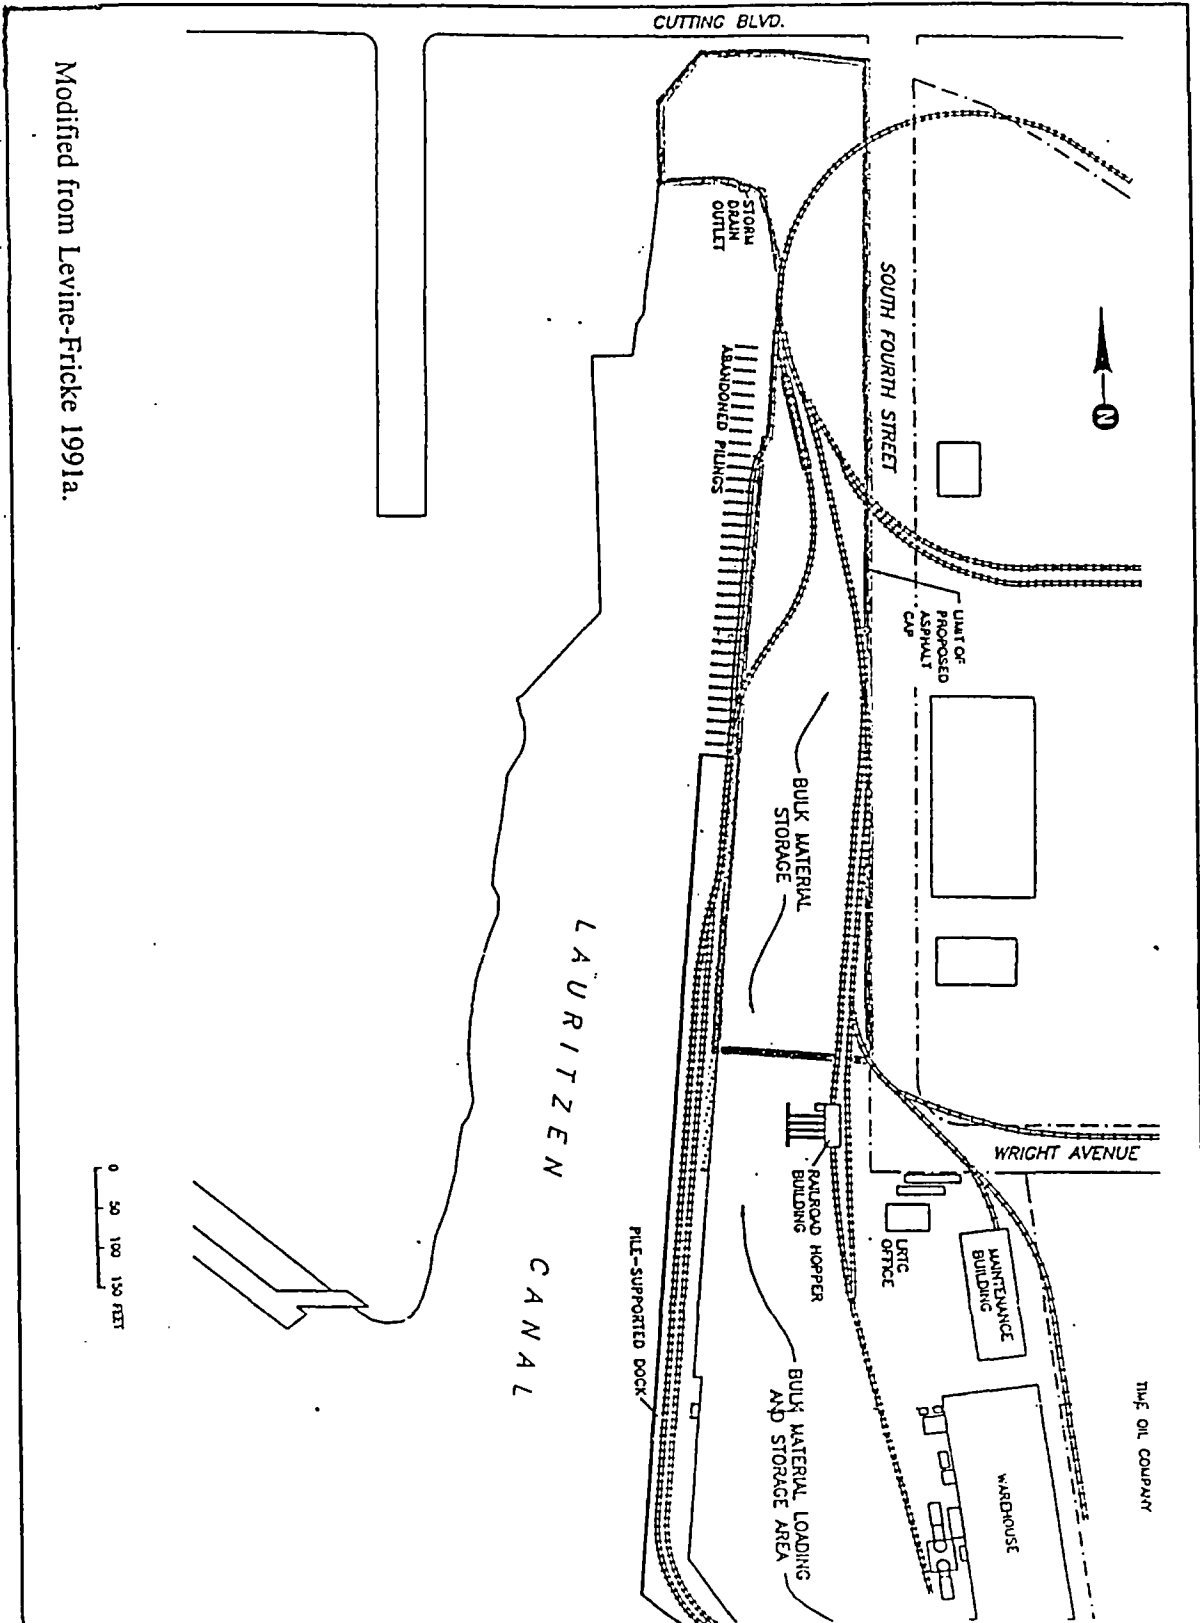 CUTTING BLVD.
Modified from Levine-Fricke 1991a.
STORM
DRAIN
OUTLET
SOUTH FOURTH STREET
N
ABANDONED PILINGS
LIMIT OF
PROPOSED
ASPHALT
CAP
BULK MATERIAL
STORAGE
LAURITZEN CANAL
WRIGHT AVENUE
RAILROAD HOPPER
BUILDING
LRTC
OFFICE
MAINTENANCE
BUILDING
PILE-SUPPORTED DOCK
BULK MATERIAL LOADING
AND STORAGE AREA
WAREHOUSE
TIME OIL COMPANY
0 50 100 150 FEET